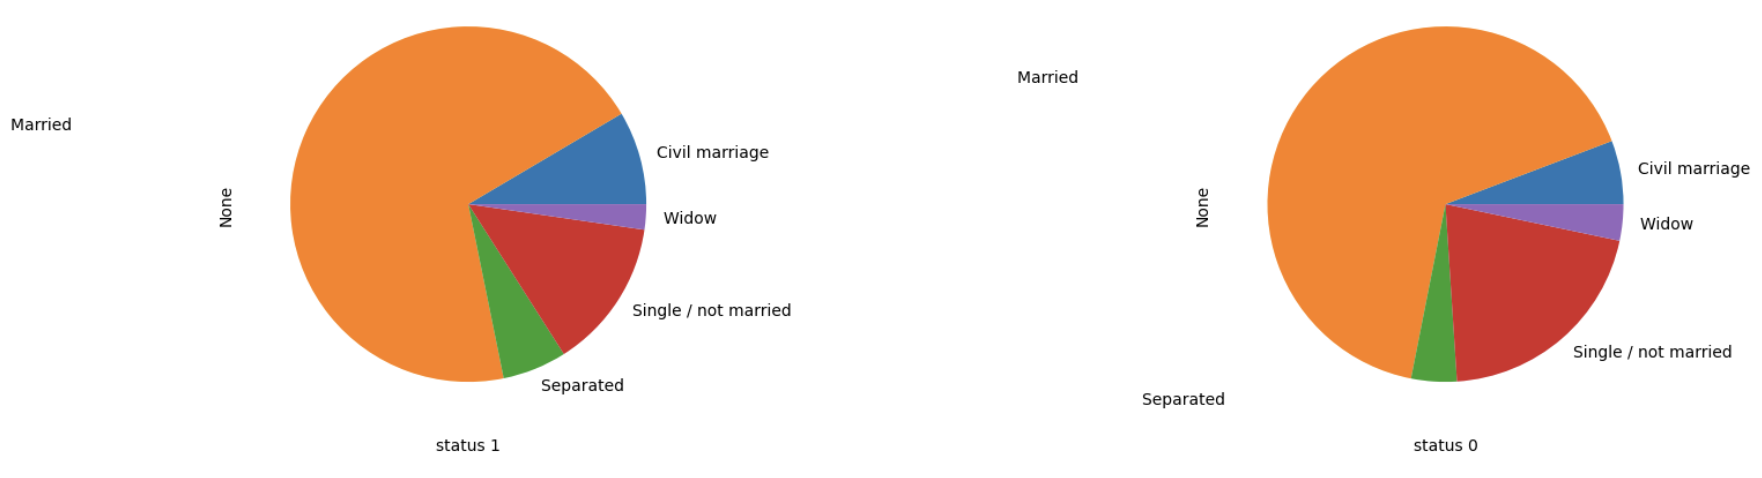 Married
Civil marriage
None
Widow
Single / not married
Separated
status 1
Married
Civil marriage
None
Widow
Single / not married
Separated
status 0